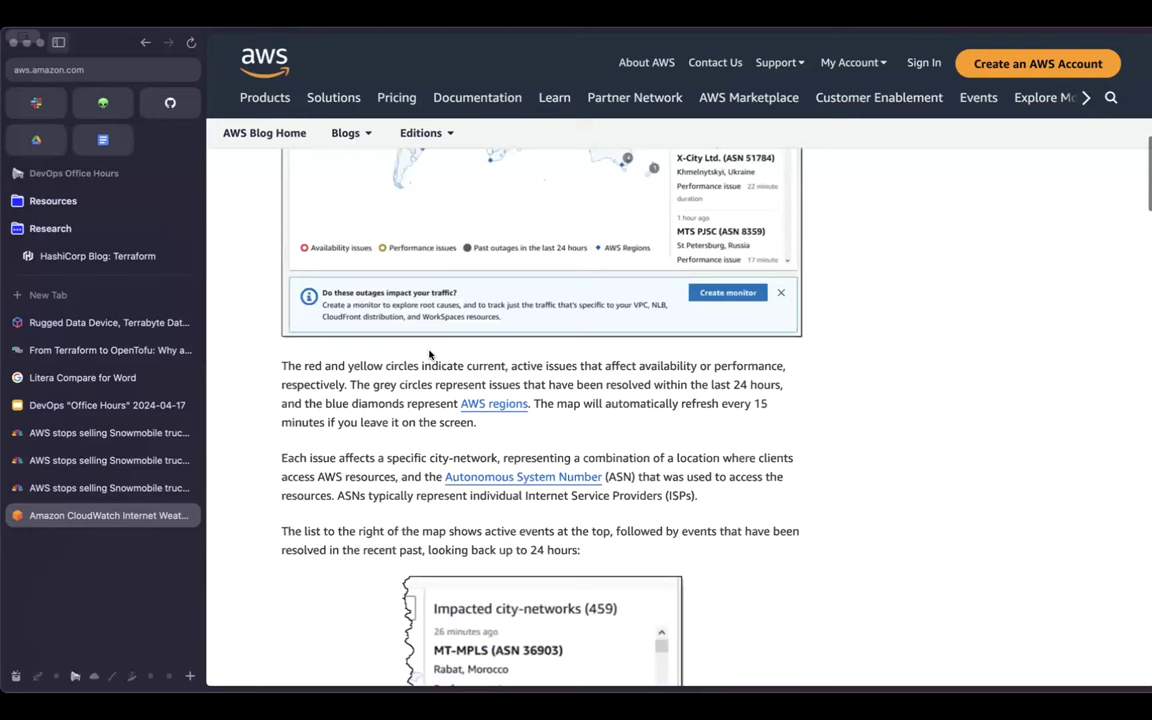 aws.amazon.com
DevOps Office Hours
Resources
Research
HashiCorp Blog: Terraform
New Tab
Rugged Data Device, Terrabyte Dat...
From Terraform to OpenTofu: Why a...
Litera Compare for Word
DevOps "Office Hours" 2024-04-17
AWS stops selling Snowmobile truc...
AWS stops selling Snowmobile truc...
AWS stops selling Snowmobile truc...
Amazon CloudWatch Internet Weat...
aws
About AWS Contact Us Support My Account Sign In Create an AWS Account
Products Solutions Pricing Documentation Learn Partner Network AWS Marketplace Customer Enablement Events Explore Mo
AWS Blog Home Blogs Editions
X-City Ltd. (ASN 51784)
Khmelnytskyi, Ukraine
Performance issue 22 minute
duration
1 hour ago
MTS PJSC (ASN 8359)
St Petersburg, Russia
Performance issue 17 minute
Availability issues Performance issues Past outages in the last 24 hours AWS Regions
Do these outages impact your traffic?
Create a monitor to explore root causes, and to track just the traffic that's specific to your VPC, NLB,
CloudFront distribution, and WorkSpaces resources.
Create monitor
The red and yellow circles indicate current, active issues that affect availability or performance,
respectively. The grey circles represent issues that have been resolved within the last 24 hours,
and the blue diamonds represent AWS regions. The map will automatically refresh every 15
minutes if you leave it on the screen.
Each issue affects a specific city-network, representing a combination of a location where clients
access AWS resources, and the Autonomous System Number (ASN) that was used to access the
resources. ASNs typically represent individual Internet Service Providers (ISPs).
The list to the right of the map shows active events at the top, followed by events that have been
resolved in the recent past, looking back up to 24 hours:
Impacted city-networks (459)
26 minutes ago
MT-MPLS (ASN 36903)
Rabat, Morocco